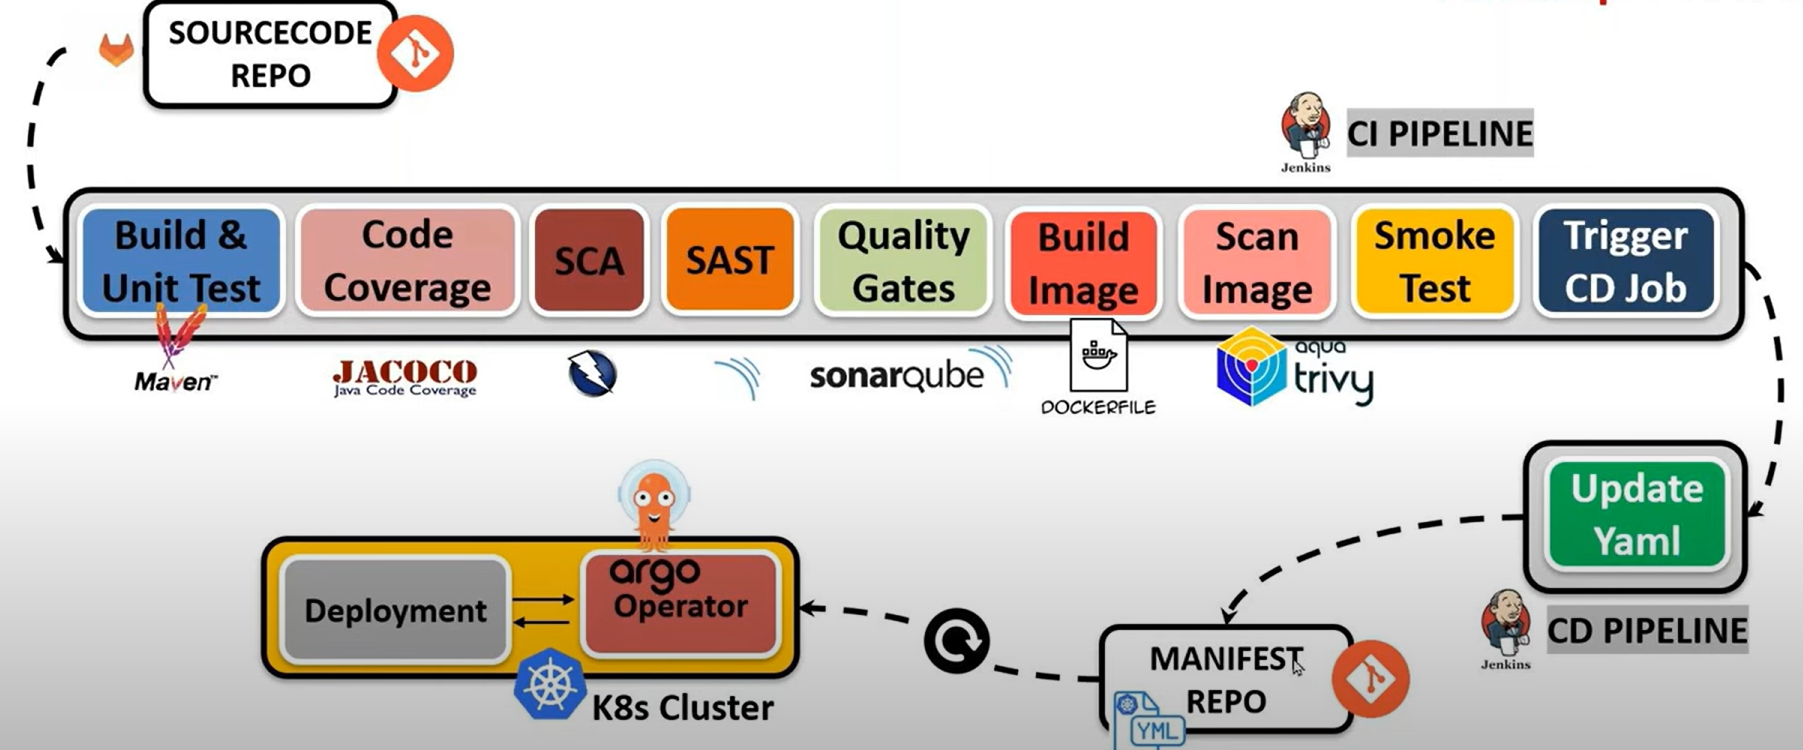 SOURCECODE
REPO
Jenkins
CI PIPELINE
Build &
Unit Test
Code
Coverage
SCA
SAST
Quality
Gates
Build
Image
Scan
Image
Smoke
Test
Trigger
CD Job
Maven™
JACOCO
Java Code Coverage
sonarqube
DOCKERFILE
aqua
trivy
Update
Yaml
Jenkins
CD PIPELINE
argo
Operator
Deployment
K8s Cluster
MANIFEST
REPO
YML